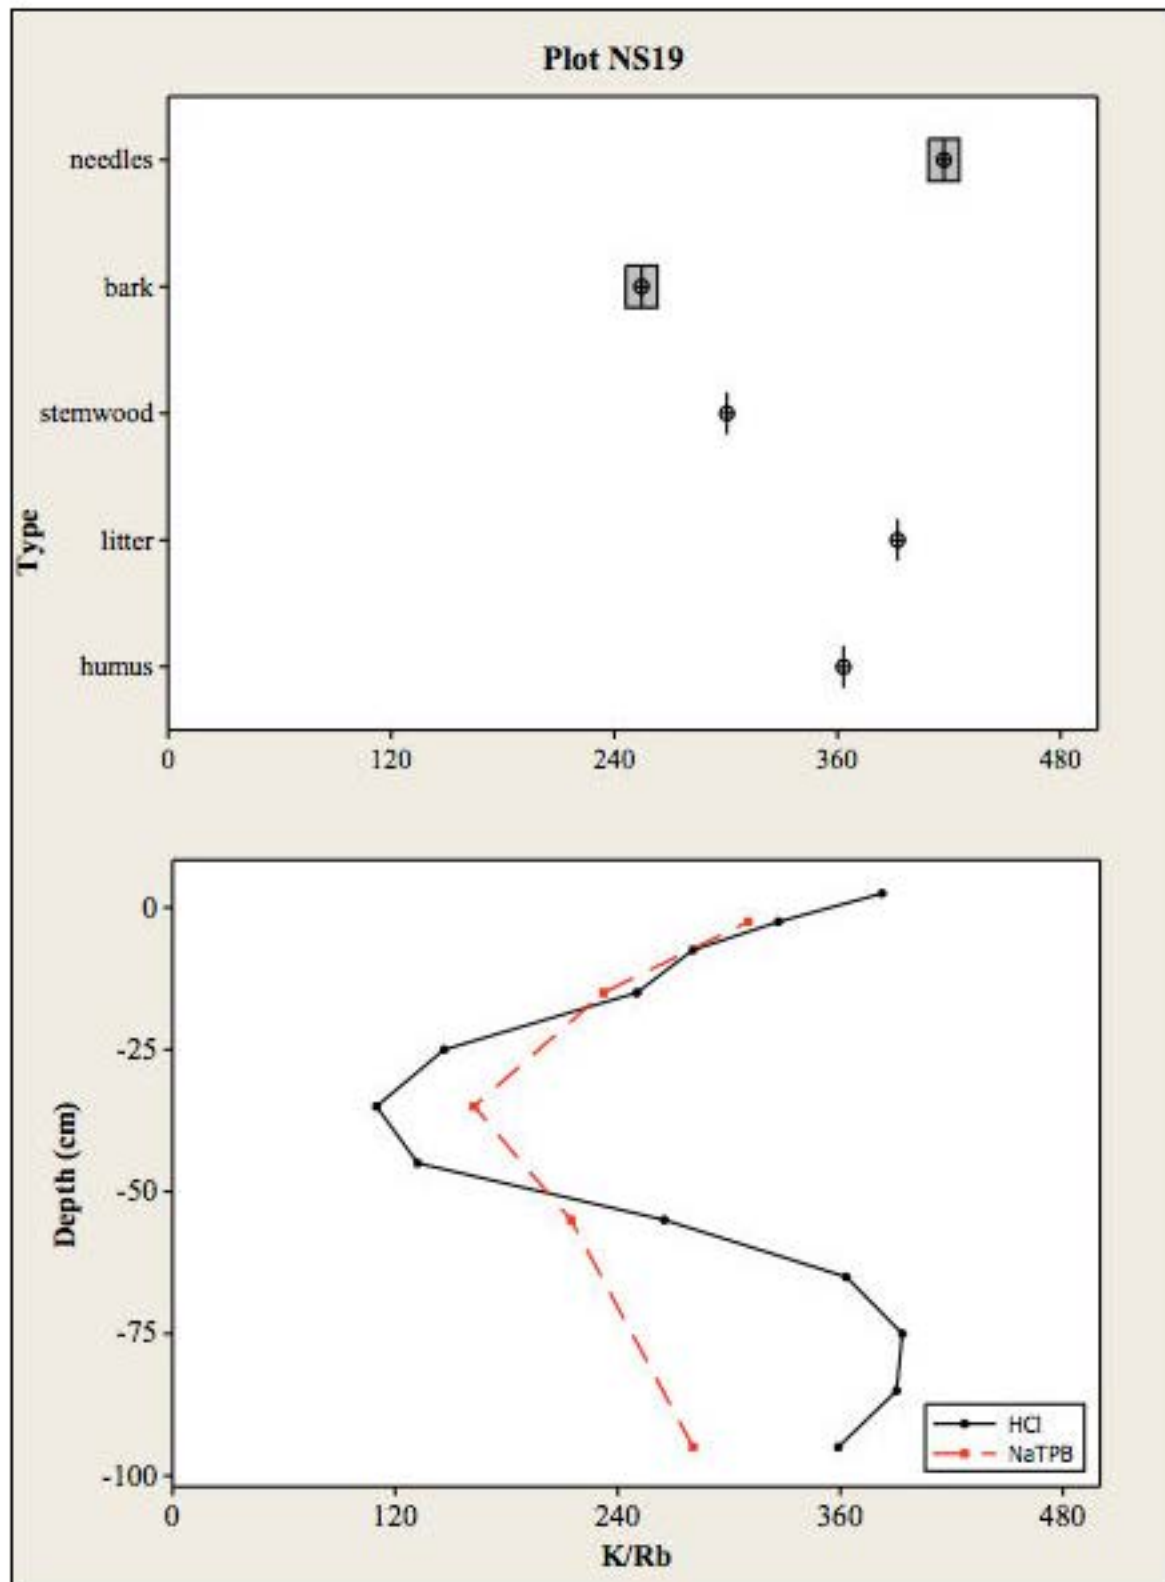 Plot NS19
needles
bark
stemwood
litter
humus
Type
0 120 240 360 480
0
-25
-50
-75
-100
Depth (cm)
HCl
NaTPB
0 120 240 360 480
K/Rb